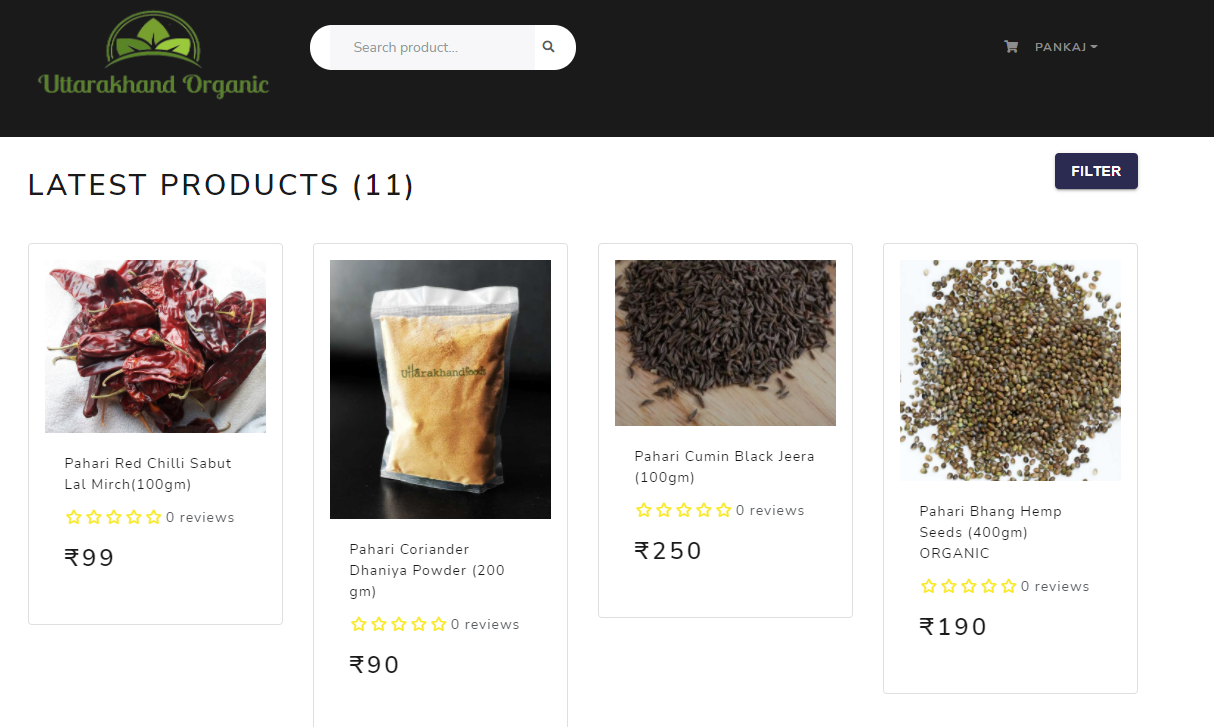 Uttarakhand Organic
Search product...
PANKAJ
LATEST PRODUCTS (11)
FILTER
Pahari Red Chilli Sabut
Lal Mirch(100gm)
0 reviews
₹99
Uttarakhandfoods
Pahari Coriander
Dhaniya Powder (200
gm)
0 reviews
₹90
Pahari Cumin Black Jeera
(100gm)
0 reviews
₹250
Pahari Bhang Hemp
Seeds (400gm)
ORGANIC
0 reviews
₹190